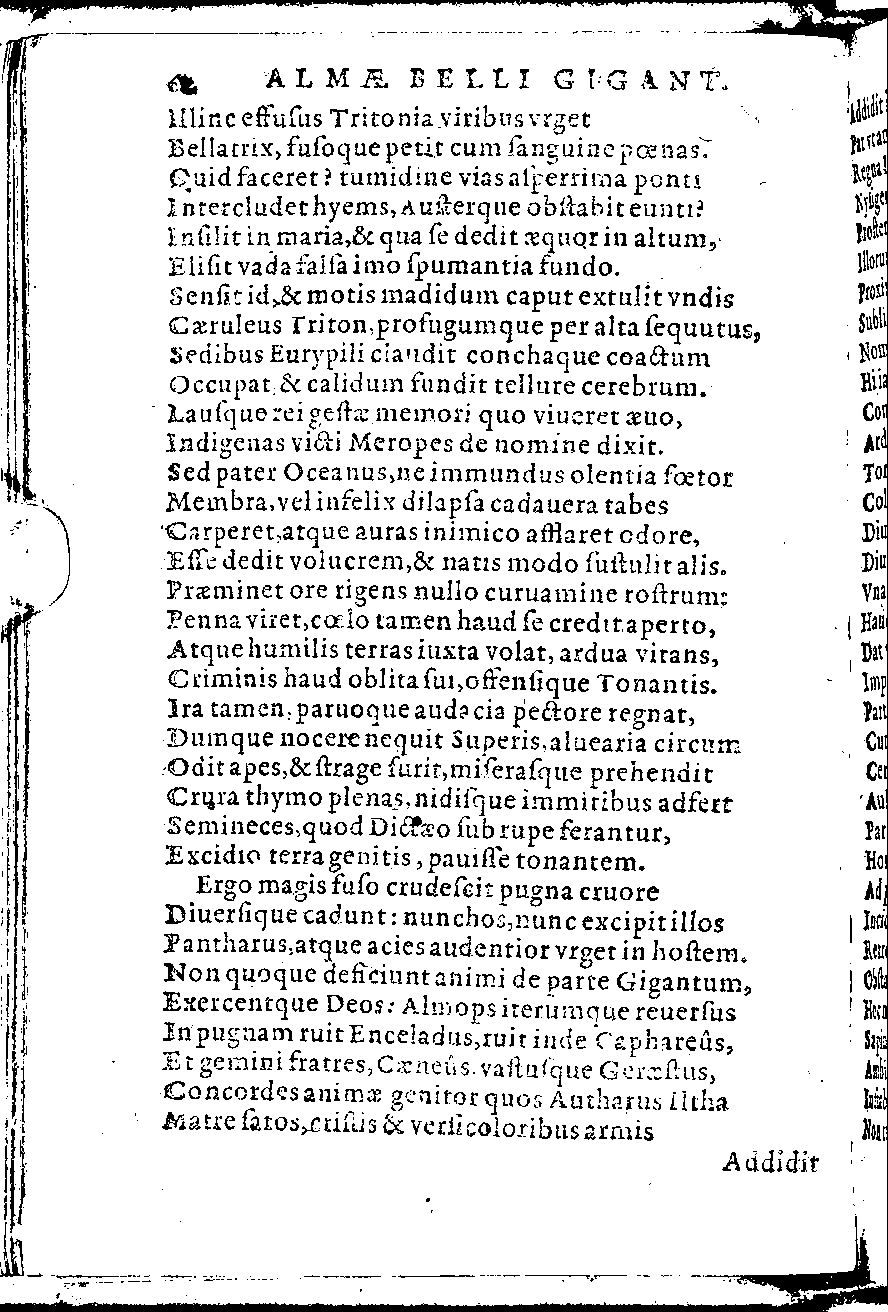 ALMÆ BELLI GIGANT.
Illinc effuſus Tritonia viribus vrget
Bellatrix, fuſoque petit cum ſanguine pœnas.
Quid faceret? tumidine vias aſperrima ponti
Intercludet hyems, Auſterque obſtabit eunti?
Inſilit in maria, & qua ſe dedit æquor in altum,
Eliſit vada ſalſa imo ſpumantia fundo.
Senſit id, & motis madidum caput extulit vndis
Cæruleus Triton, profugumque per alta ſequutus,
Sedibus Eurypili claudit conchaque coactum
Occupat, & calidum fundit tellure cerebrum.
Lauſque rei geſtæ memori quo viueret æuo,
Indigenas victi Meropes de nomine dixit.
Sed pater Oceanus, ne immundus olentia fœtor
Membra, vel infelix dilapſa cadauera tabes
Carperet, atque auras inimico afflaret odore,
Eſſe dedit volucrem, & natis modo ſuſtulit alis.
Præminet ore rigens nullo curuamine roſtrum:
Penna viret, cœlo tamen haud ſe credit aperto,
Atque humilis terras iuxta volat, ardua vitans,
Criminis haud oblita ſui, offenſique Tonantis.
Ira tamen, paruoque audacia pectore regnat,
Dumque nocere nequit Superis, aluearia circum
Odit apes, & ſtrage furit, miſeraſque prehendit
Crura thymo plenas, nidiſque immitibus adfert
Semineces, quod Dictæo ſub rupe ferantur,
Excidio terra genitis, pauiſſe tonantem.
Ergo magis fuſo crudeſcit pugna cruore
Diuerſique cadunt: nunc hos, nunc excipit illos
Pantharus, atque acies audentior vrget in hoſtem.
Non quoque deficiunt animi de parte Gigantum,
Exercentque Deos: Almops iterumque reuerſus
In pugnam ruit Enceladus, ruit inde Caphareûs,
Et gemini fratres, Cæneûs, vaſtuſque Geræſtus,
Concordes animæ genitor quos Autharus Iltha
Matre ſatos, criſtis & verſicoloribus armis
Addidit